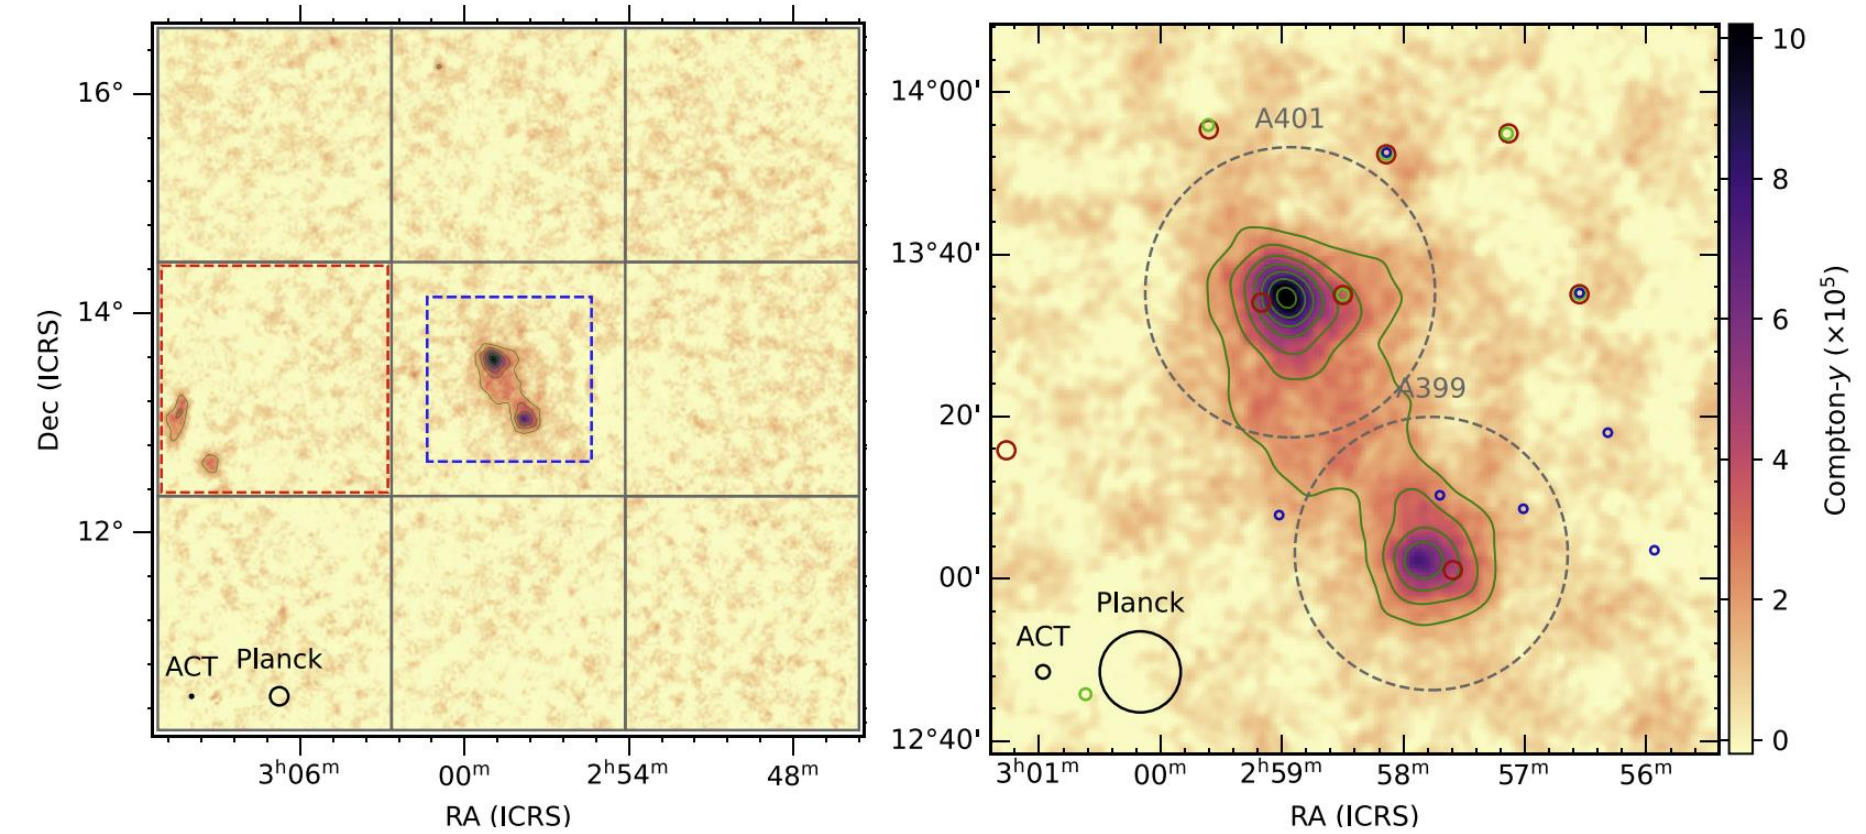 16°
14°
12°
Dec (ICRS)
ACT
Planck
3ʰ06ᵐ
00ᵐ
2ʰ54ᵐ
48ᵐ
RA (ICRS)
14°00'
13°40'
20'
00'
12°40'
A401
A399
Planck
ACT
3ʰ01ᵐ
00ᵐ
2ʰ59ᵐ
58ᵐ
57ᵐ
56ᵐ
RA (ICRS)
10
8
6
4
2
0
Compton-y (×10⁵)